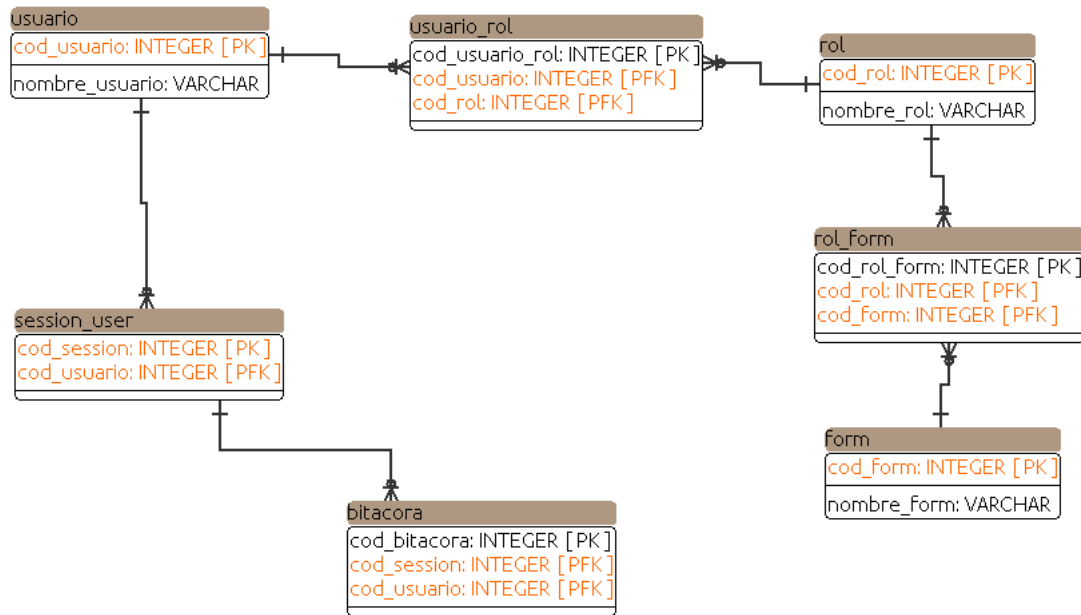 usuario
cod_usuario: INTEGER [PK]
nombre_usuario: VARCHAR
usuario_rol
cod_usuario_rol: INTEGER [PK]
cod_usuario: INTEGER [PFK]
cod_rol: INTEGER [PFK]
rol
cod_rol: INTEGER [PK]
nombre_rol: VARCHAR
rol_form
cod_rol_form: INTEGER [PK]
cod_rol: INTEGER [PFK]
cod_form: INTEGER [PFK]
session_user
cod_session: INTEGER [PK]
cod_usuario: INTEGER [PFK]
form
cod_form: INTEGER [PK]
nombre_form: VARCHAR
bitacora
cod_bitacora: INTEGER [PK]
cod_session: INTEGER [PFK]
cod_usuario: INTEGER [PFK]